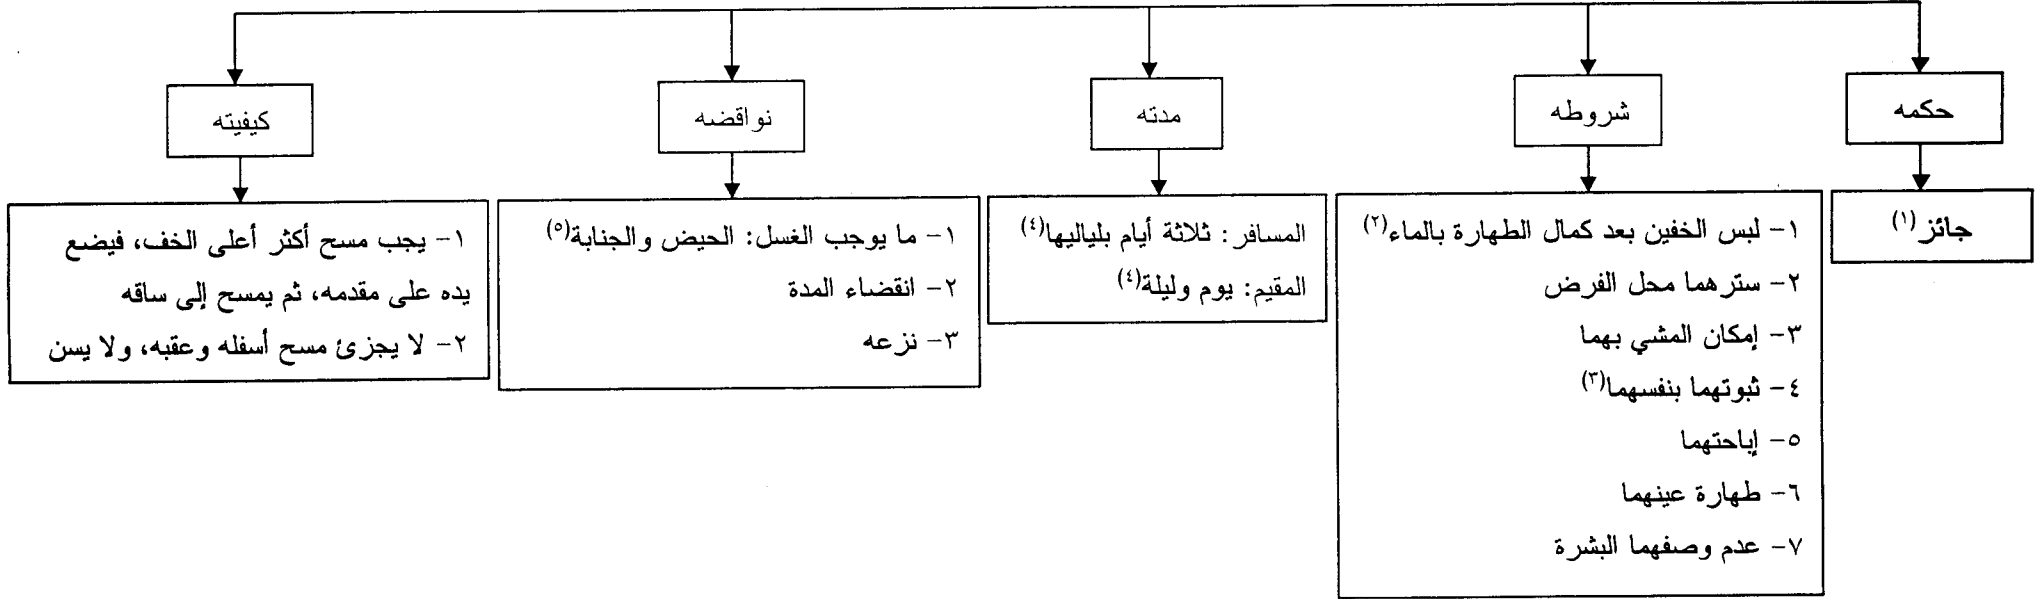 حكمه
جائز(١)
شروطه
١- لبس الخفين بعد كمال الطهارة بالماء(٢)
٢- سترهما محل الفرض
٣- إمكان المشي بهما
٤- ثبوتهما بنفسهما(٣)
٥- إباحتهما
٦- طهارة عينهما
٧- عدم وصفهما البشرة
مدته
المسافر: ثلاثة أيام بلياليها(٤)
المقيم: يوم وليلة(٤)
نواقضه
١- ما يوجب الغسل: الحيض والجنابة(٥)
٢- انقضاء المدة
٣- نزعه
كيفيته
١- يجب مسح أكثر أعلى الخف، فيضع
يده على مقدمه، ثم يمسح إلى ساقه
٢- لا يجزئ مسح أسفله وعقبه، ولا يسن